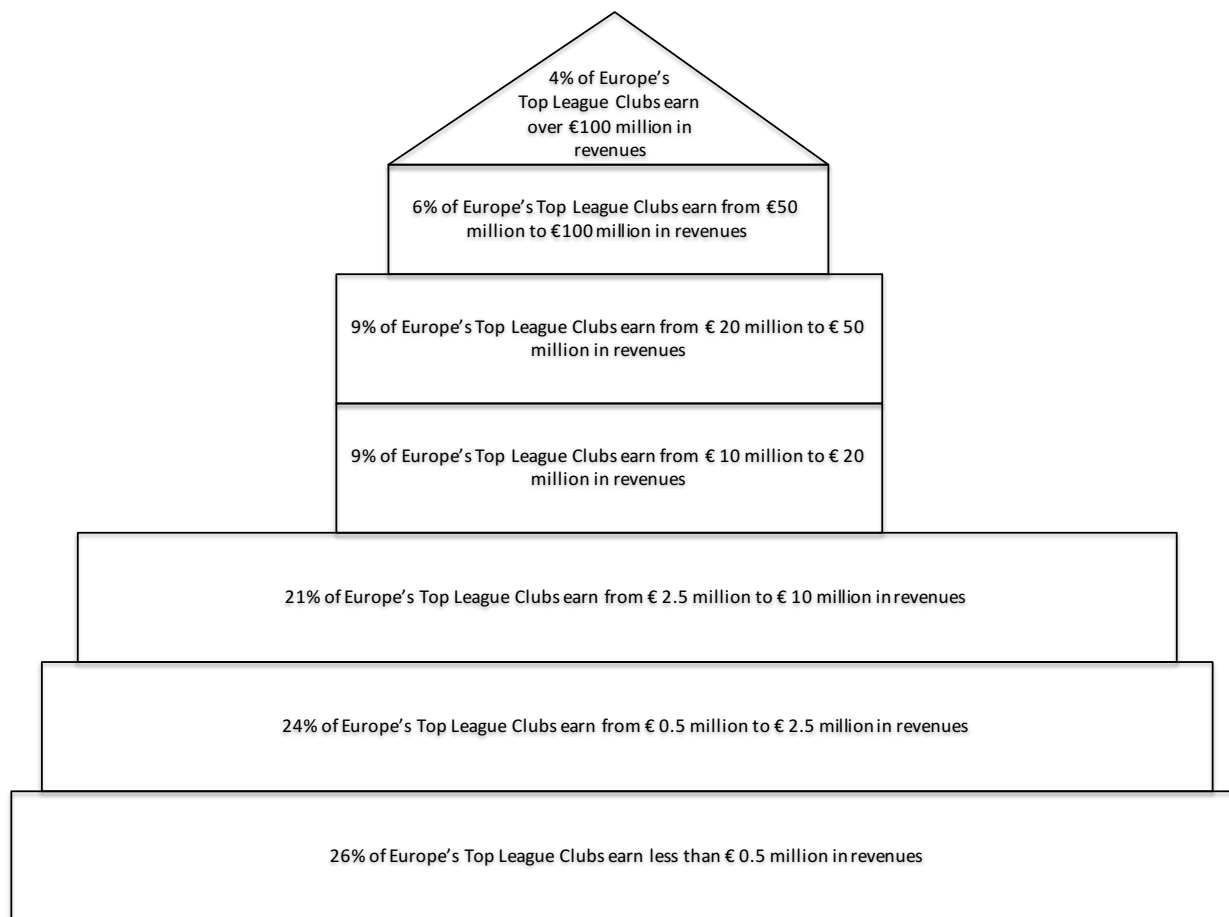 4% of Europe’s
Top League Clubs earn
over €100 million in
revenues
6% of Europe’s Top League Clubs earn from €50
million to €100 million in revenues
9% of Europe’s Top League Clubs earn from € 20 million to € 50
million in revenues
9% of Europe’s Top League Clubs earn from € 10 million to € 20
million in revenues
21% of Europe’s Top League Clubs earn from € 2.5 million to € 10 million in revenues
24% of Europe’s Top League Clubs earn from € 0.5 million to € 2.5 million in revenues
26% of Europe’s Top League Clubs earn less than € 0.5 million in revenues